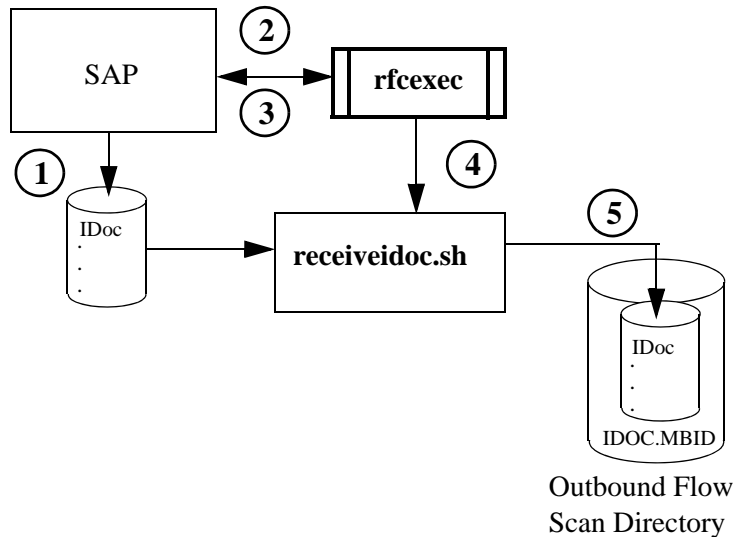 2
SAP
rfcexec
3
1
4
IDoc
.
.
.
receiveidoc.sh
5
IDoc
.
.
.
IDOC.MBID
Outbound Flow
Scan Directory